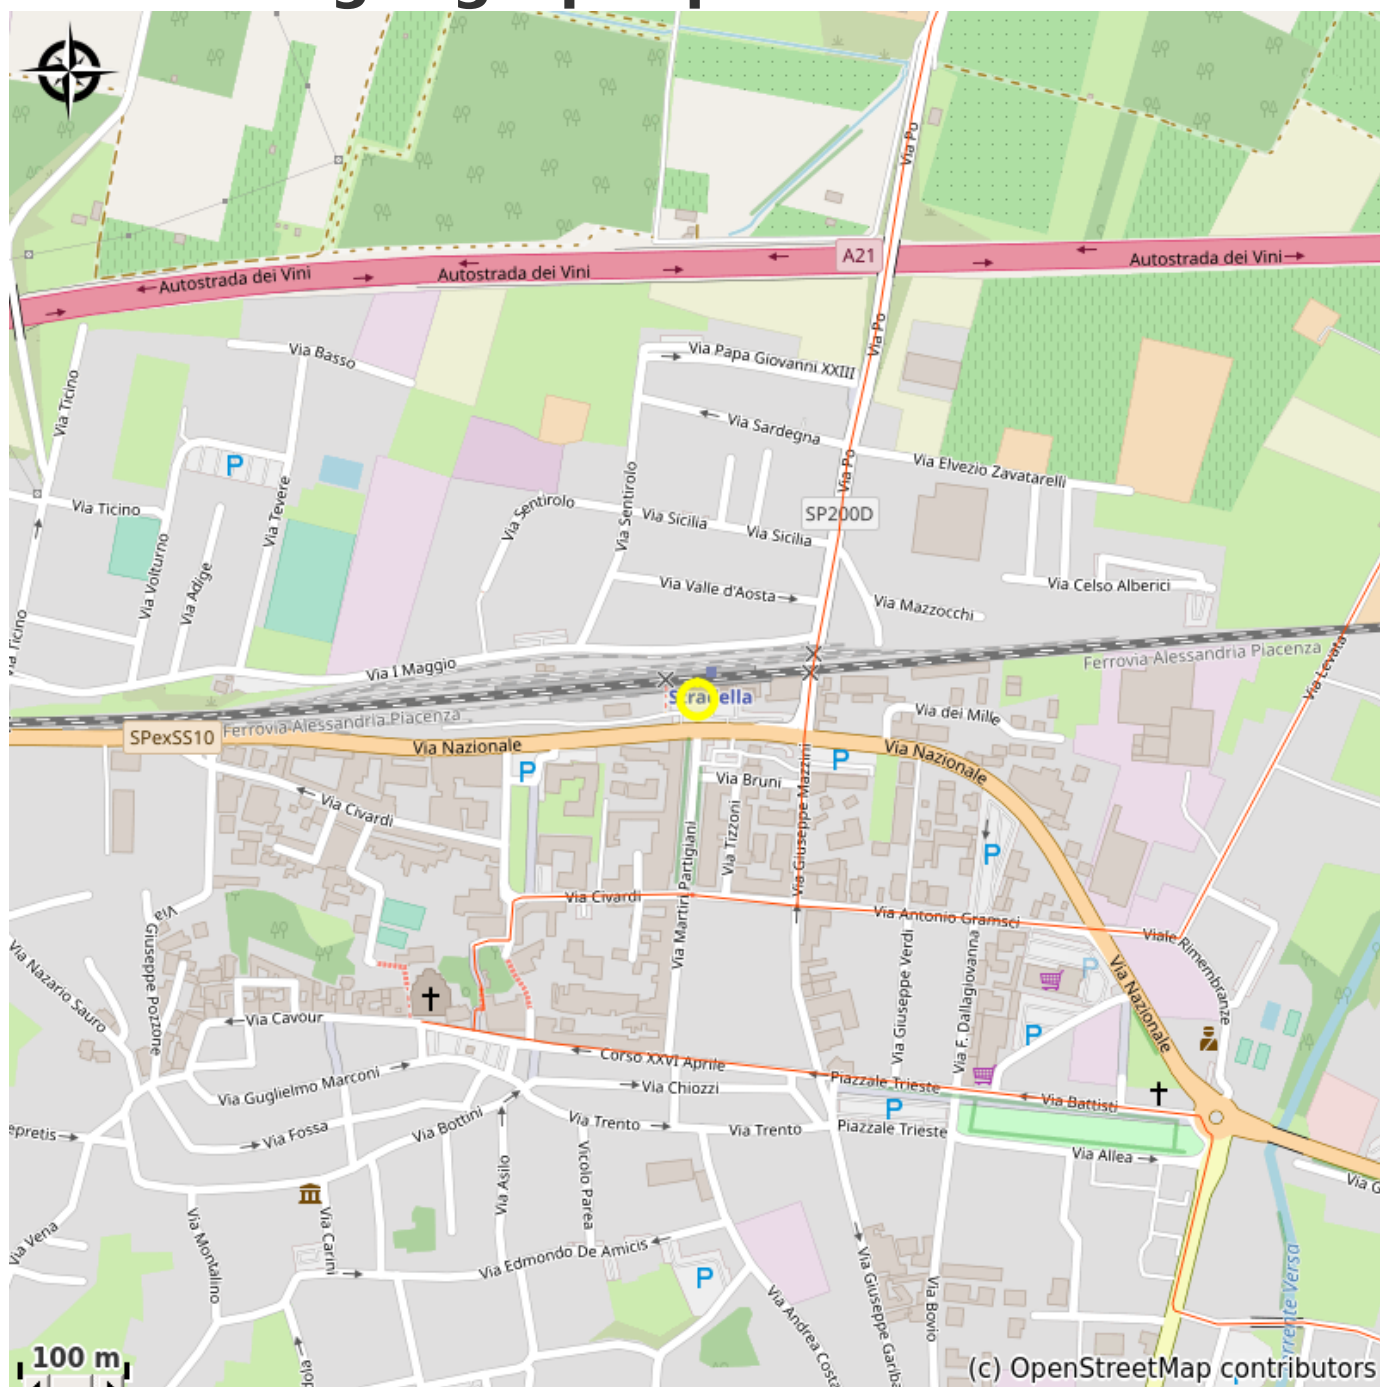 Via Po
A21
Autostrada dei Vini
Autostrada dei Vini
Autostrada dei Vini
Via Po
Via Basso
Via Papa Giovanni XXIII
Via Ticino
Via Sardegna
Via Po
Via Elvezio Zavatarelli
P
Via Tevere
Via Sentirolo
Via Sentirolo
Via Ticino
Via Sicilia
Via Sicilia
SP200D
Via Volturno
Via Adige
Via Valle d'Aosta
Via Celso Alberici
Via Mazzocchi
Via I Maggio
Ferrovia Alessandria Piacenza
Via Levata
Stradella
Ferrovia Alessandria Piacenza
Via dei Mille
SPexSS10
Via Nazionale
Via Nazionale
P
P
Via Bruni
Via Giuseppe Mazzini
Via Civardi
Via Tizzoni
P
Via Martiri Partigiani
Via Civardi
Via Antonio Gramsci
Viale Rimembranze
Via Giuseppe Pozzone
Via Nazario Sauro
Via Giuseppe Verdi
Via F. Dallagiovanna
P
Via Nazionale
Via Cavour
P
Corso XXVI Aprile
Piazzale Trieste
Via Guglielmo Marconi
Via Chiozzi
Via Battisti
P
Via Bottini
Via Trento
Via Trento
Piazzale Trieste
epretis
Via Fossa
Via Allea
Via Asilo
Vicolo Parea
Via G
Via Vena
Via Montalino
Via Carini
Via Edmondo De Amicis
P
Via Giuseppe Gariba
Via Andrea Costa
Via Bovio
orrente Versa
100 m
(c) OpenStreetMap contributors